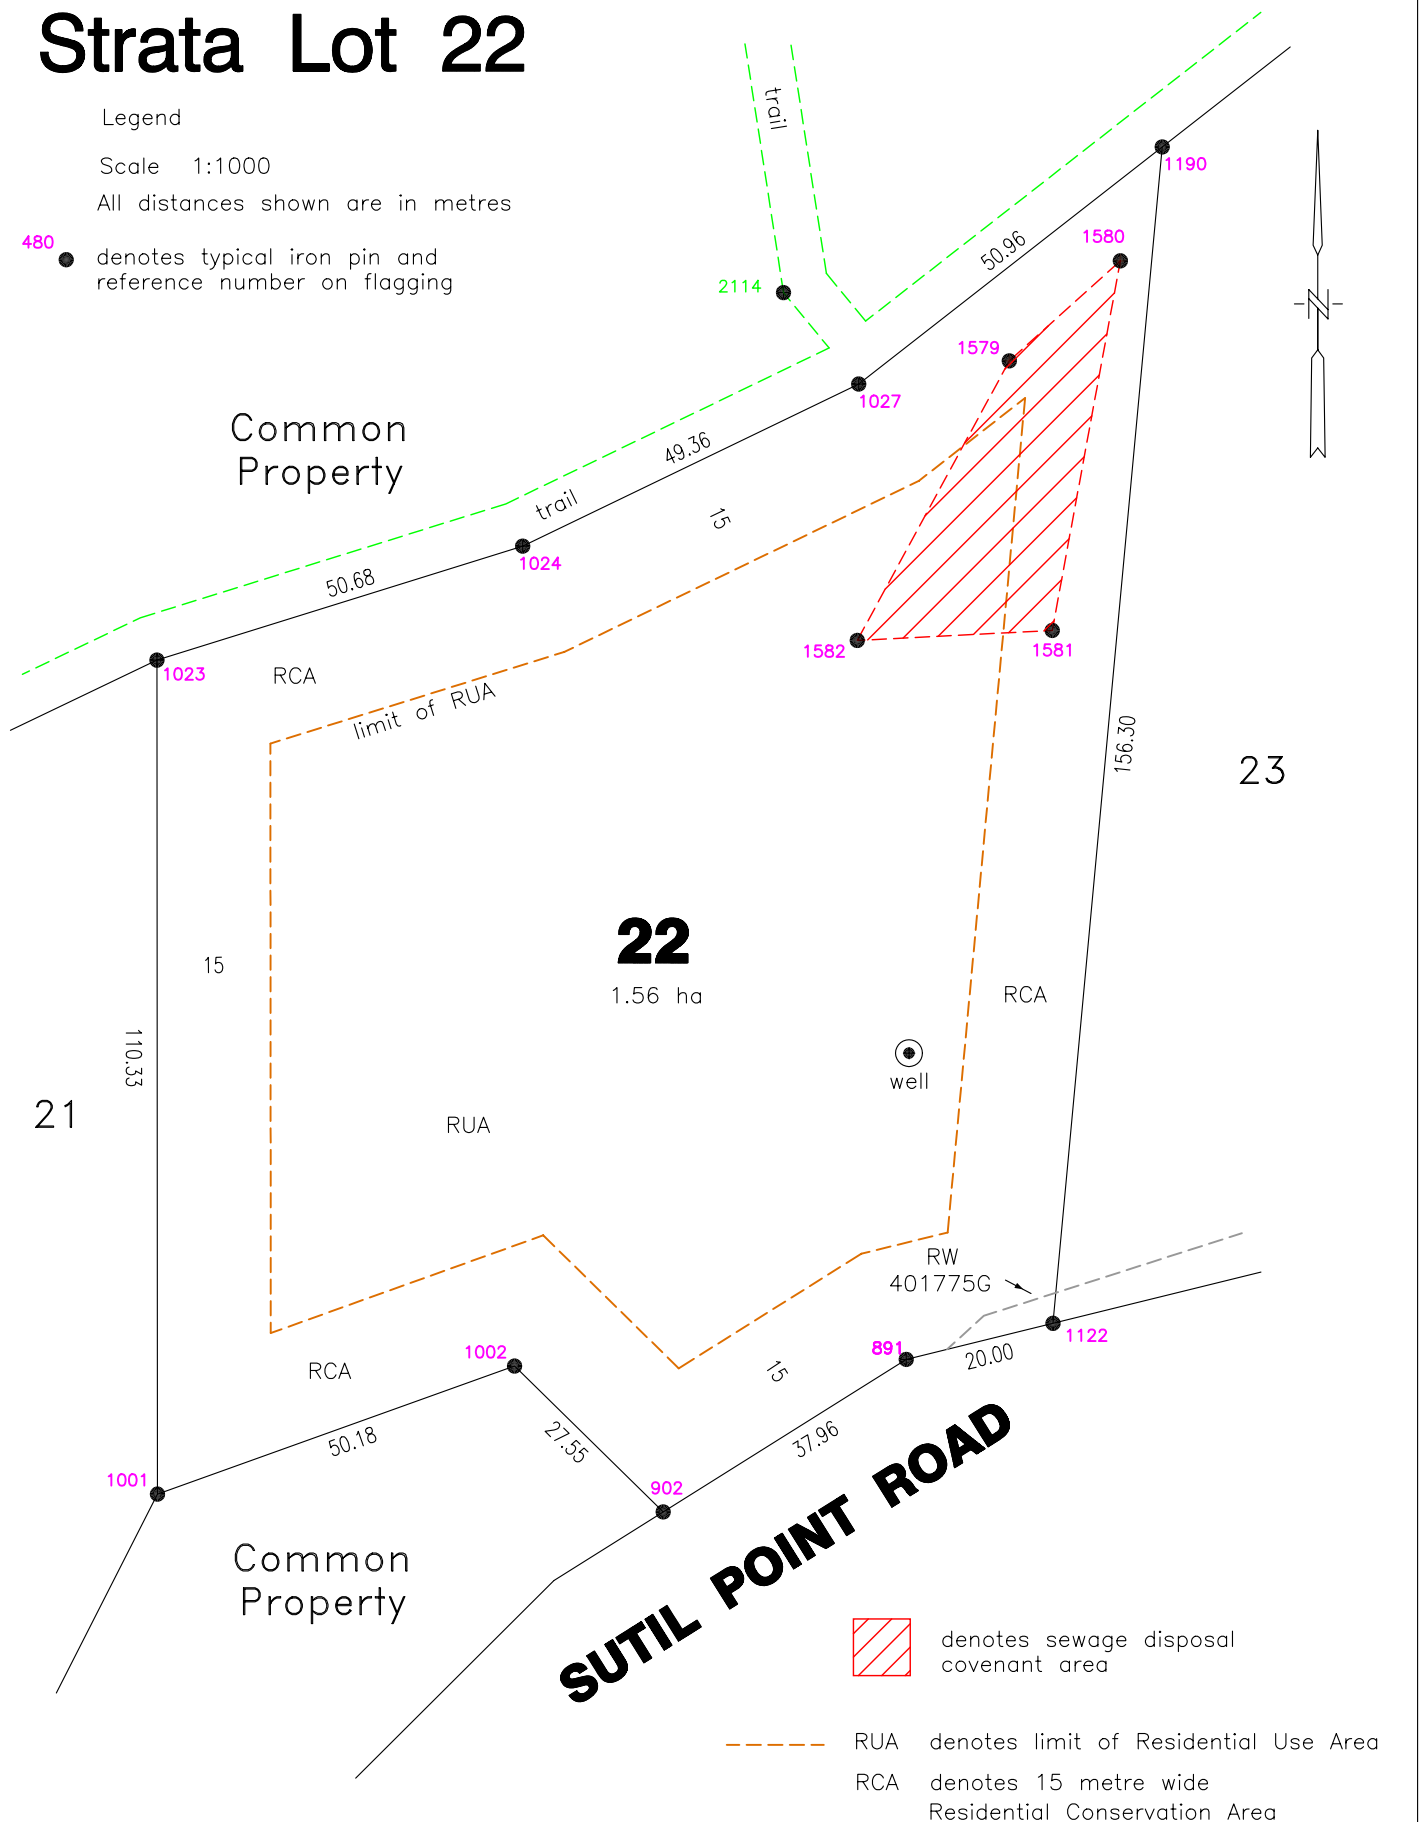 Strata Lot 22
Legend
Scale 1:1000
All distances shown are in metres
480
denotes typical iron pin and
reference number on flagging
trail
1190
50.96
1580
2114
1579
N
1027
Common
Property
49.36
trail
15
1024
50.68
1582
1581
1023
RCA
limit of RUA
156.30
23
22
1.56 ha
15
RCA
110.33
well
21
RUA
RW
401775G
1122
891
20.00
1002
RCA
15
50.18
27.55
37.96
1001
902
SUTIL POINT ROAD
Common
Property
denotes sewage disposal
covenant area
RUA denotes limit of Residential Use Area
RCA denotes 15 metre wide
Residential Conservation Area